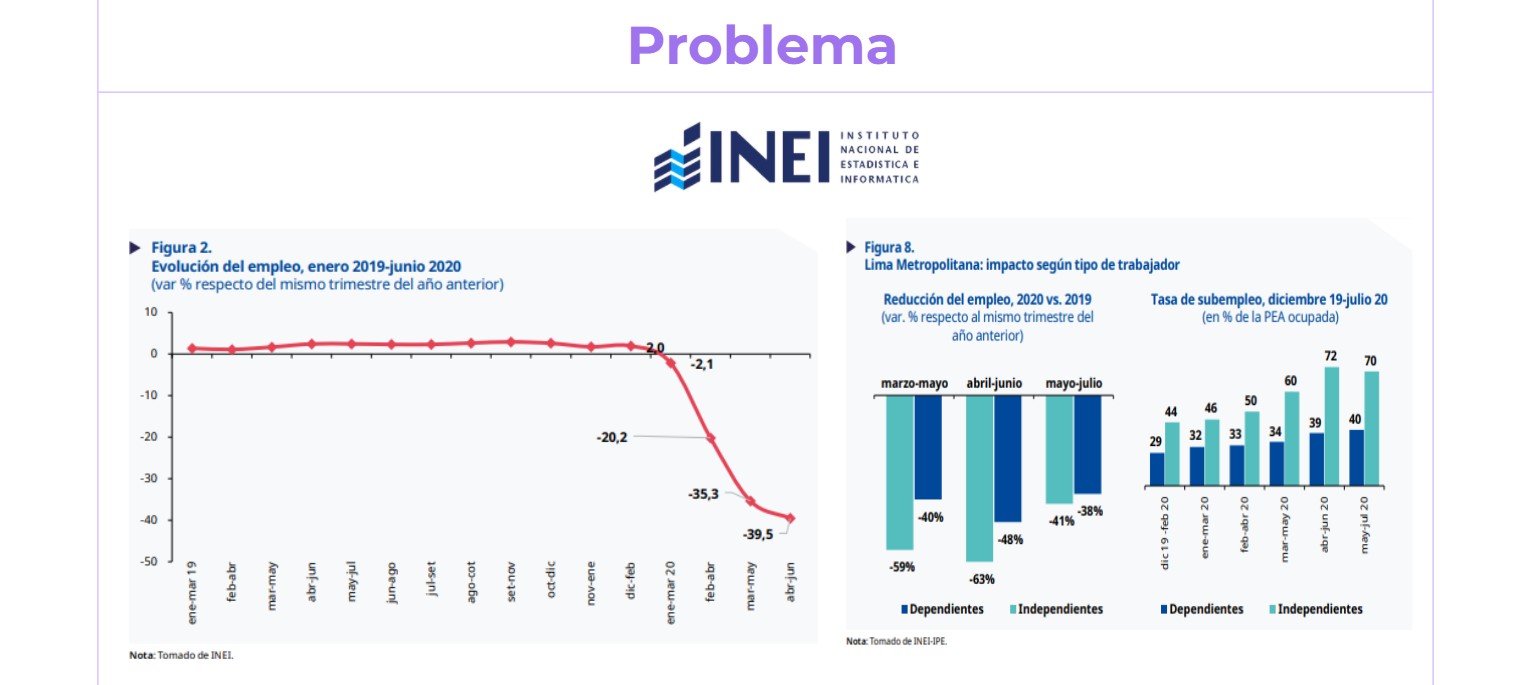 Problema
INEI
INSTITUTO
NACIONAL DE
ESTADISTICA E
INFORMATICA
Figura 2.
Evolución del empleo, enero 2019-junio 2020
(var % respecto del mismo trimestre del año anterior)
10
0
-10
-20
-30
-40
-50
2,0
-2,1
-20,2
-35,3
-39,5
ene-mar 19
feb-abr
mar-may
abr-jun
may-jul
jun-ago
jul-set
ago-cot
set-nov
oct-dic
nov-ene
dic-feb
ene-mar 20
feb-abr
mar-may
abr-jun
Nota: Tomado de INEI.
Figura 8.
Lima Metropolitana: impacto según tipo de trabajador
Reducción del empleo, 2020 vs. 2019
(var. % respecto al mismo trimestre del
año anterior)
marzo-mayo abril-junio mayo-julio
-59%
-40%
-63%
-48%
-41%
-38%
Dependientes Independientes
Tasa de subempleo, diciembre 19-julio 20
(en % de la PEA ocupada)
29
44
32
46
33
50
34
60
39
72
40
70
dic 19 -feb 20
ene-mar 20
feb-abr 20
mar-may 20
abr-jun 20
may-jul 20
Dependientes Independientes
Nota: Tomado de INEI-IPE.